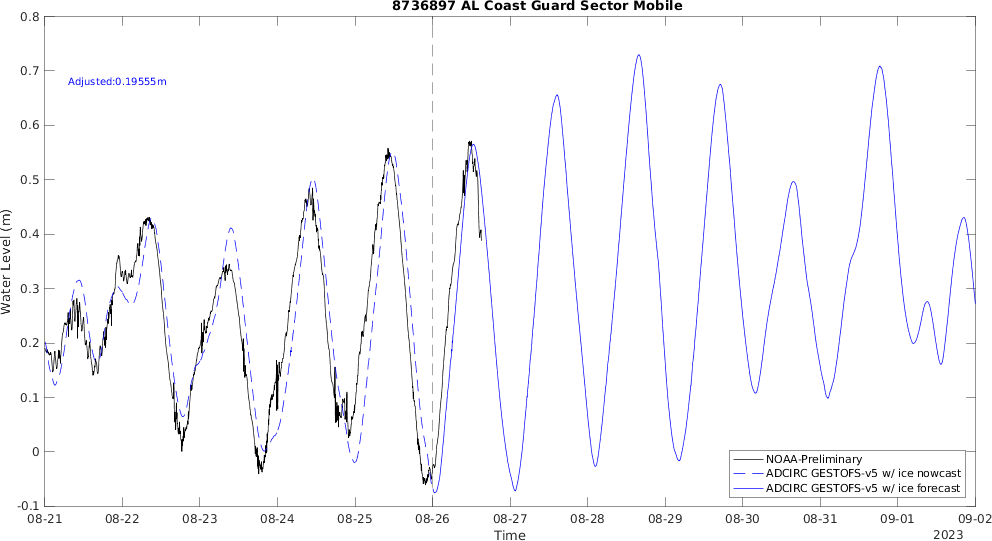 8736897 AL Coast Guard Sector Mobile
Adjusted:0.19555m
Water Level (m)
0.8
0.7
0.6
0.5
0.4
0.3
0.2
0.1
0
-0.1
08-21 08-22 08-23 08-24 08-25 08-26 08-27 08-28 08-29 08-30 08-31 09-01 09-02
Time
2023
NOAA-Preliminary
ADCIRC GESTOFS-v5 w/ ice nowcast
ADCIRC GESTOFS-v5 w/ ice forecast